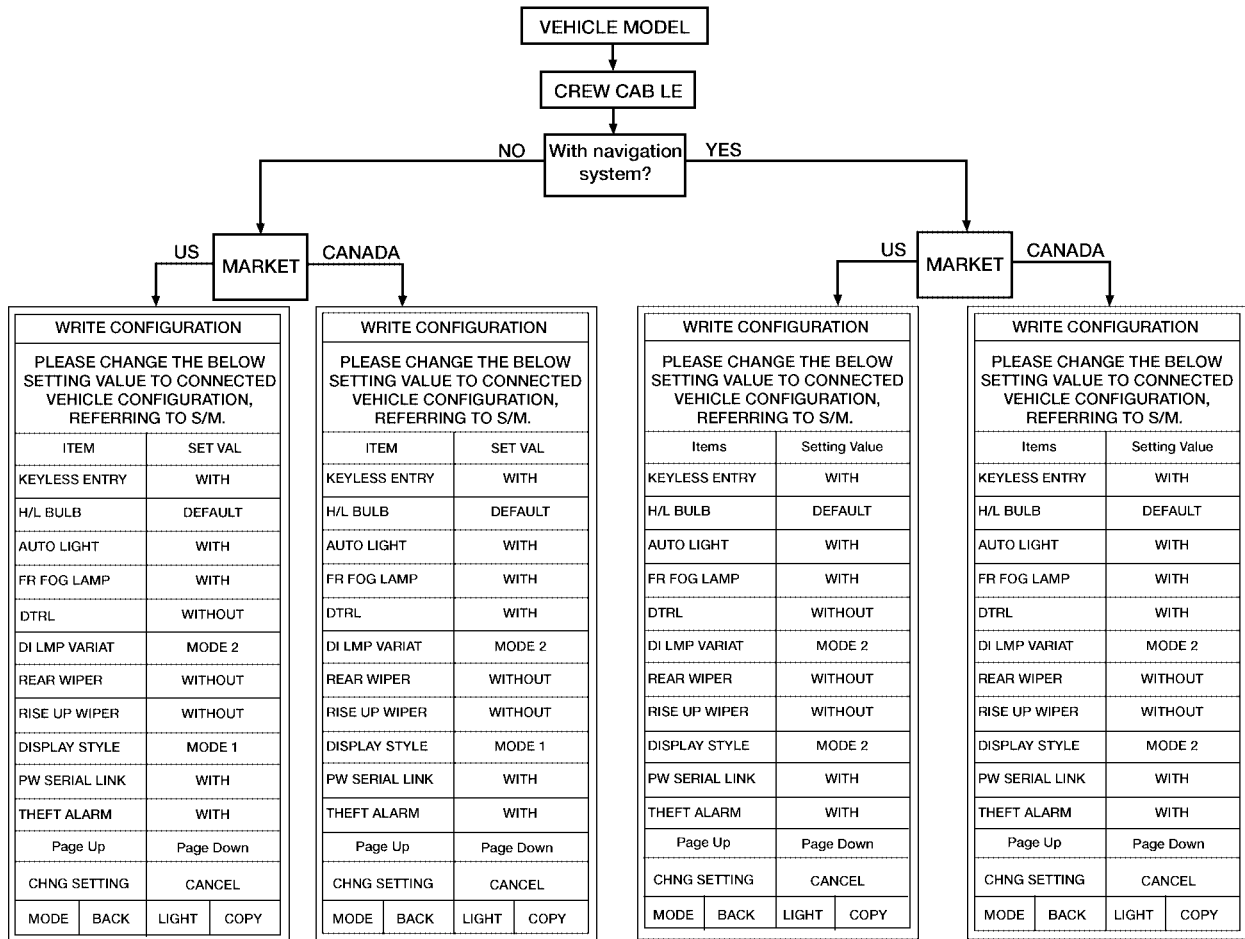 VEHICLE MODEL
CREW CAB LE
With navigation
system?
NO
YES
MARKET
US
CANADA
MARKET
US
CANADA
WRITE CONFIGURATION
PLEASE CHANGE THE BELOW
SETTING VALUE TO CONNECTED
VEHICLE CONFIGURATION,
REFERRING TO S/M.
ITEM SET VAL
KEYLESS ENTRY WITH
H/L BULB DEFAULT
AUTO LIGHT WITH
FR FOG LAMP WITH
DTRL WITHOUT
DI LMP VARIAT MODE 2
REAR WIPER WITHOUT
RISE UP WIPER WITHOUT
DISPLAY STYLE MODE 1
PW SERIAL LINK WITH
THEFT ALARM WITH
Page Up Page Down
CHNG SETTING CANCEL
MODE BACK LIGHT COPY
WRITE CONFIGURATION
PLEASE CHANGE THE BELOW
SETTING VALUE TO CONNECTED
VEHICLE CONFIGURATION,
REFERRING TO S/M.
ITEM SET VAL
KEYLESS ENTRY WITH
H/L BULB DEFAULT
AUTO LIGHT WITH
FR FOG LAMP WITH
DTRL WITH
DI LMP VARIAT MODE 2
REAR WIPER WITHOUT
RISE UP WIPER WITHOUT
DISPLAY STYLE MODE 1
PW SERIAL LINK WITH
THEFT ALARM WITH
Page Up Page Down
CHNG SETTING CANCEL
MODE BACK LIGHT COPY
WRITE CONFIGURATION
PLEASE CHANGE THE BELOW
SETTING VALUE TO CONNECTED
VEHICLE CONFIGURATION,
REFERRING TO S/M.
Items Setting Value
KEYLESS ENTRY WITH
H/L BULB DEFAULT
AUTO LIGHT WITH
FR FOG LAMP WITH
DTRL WITHOUT
DI LMP VARIAT MODE 2
REAR WIPER WITHOUT
RISE UP WIPER WITHOUT
DISPLAY STYLE MODE 2
PW SERIAL LINK WITH
THEFT ALARM WITH
Page Up Page Down
CHNG SETTING CANCEL
MODE BACK LIGHT COPY
WRITE CONFIGURATION
PLEASE CHANGE THE BELOW
SETTING VALUE TO CONNECTED
VEHICLE CONFIGURATION,
REFERRING TO S/M.
Items Setting Value
KEYLESS ENTRY WITH
H/L BULB DEFAULT
AUTO LIGHT WITH
FR FOG LAMP WITH
DTRL WITH
DI LMP VARIAT MODE 2
REAR WIPER WITHOUT
RISE UP WIPER WITHOUT
DISPLAY STYLE MODE 2
PW SERIAL LINK WITH
THEFT ALARM WITH
Page Up Page Down
CHNG SETTING CANCEL
MODE BACK LIGHT COPY